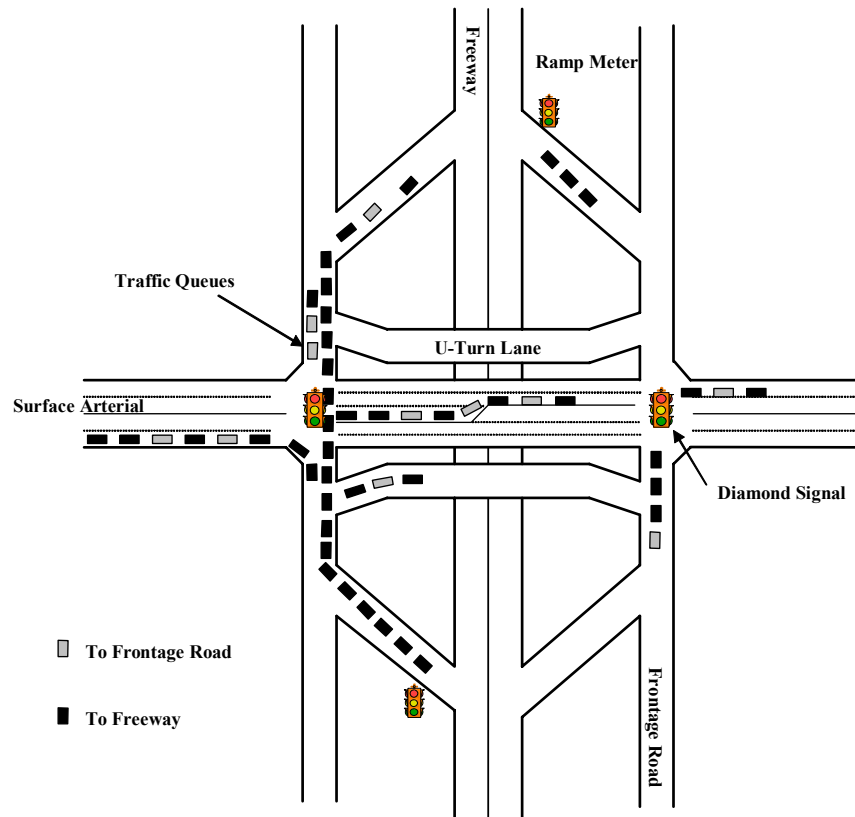 Freeway
Ramp Meter
Traffic Queues
U-Turn Lane
Surface Arterial
Diamond Signal
To Frontage Road
To Freeway
Frontage Road